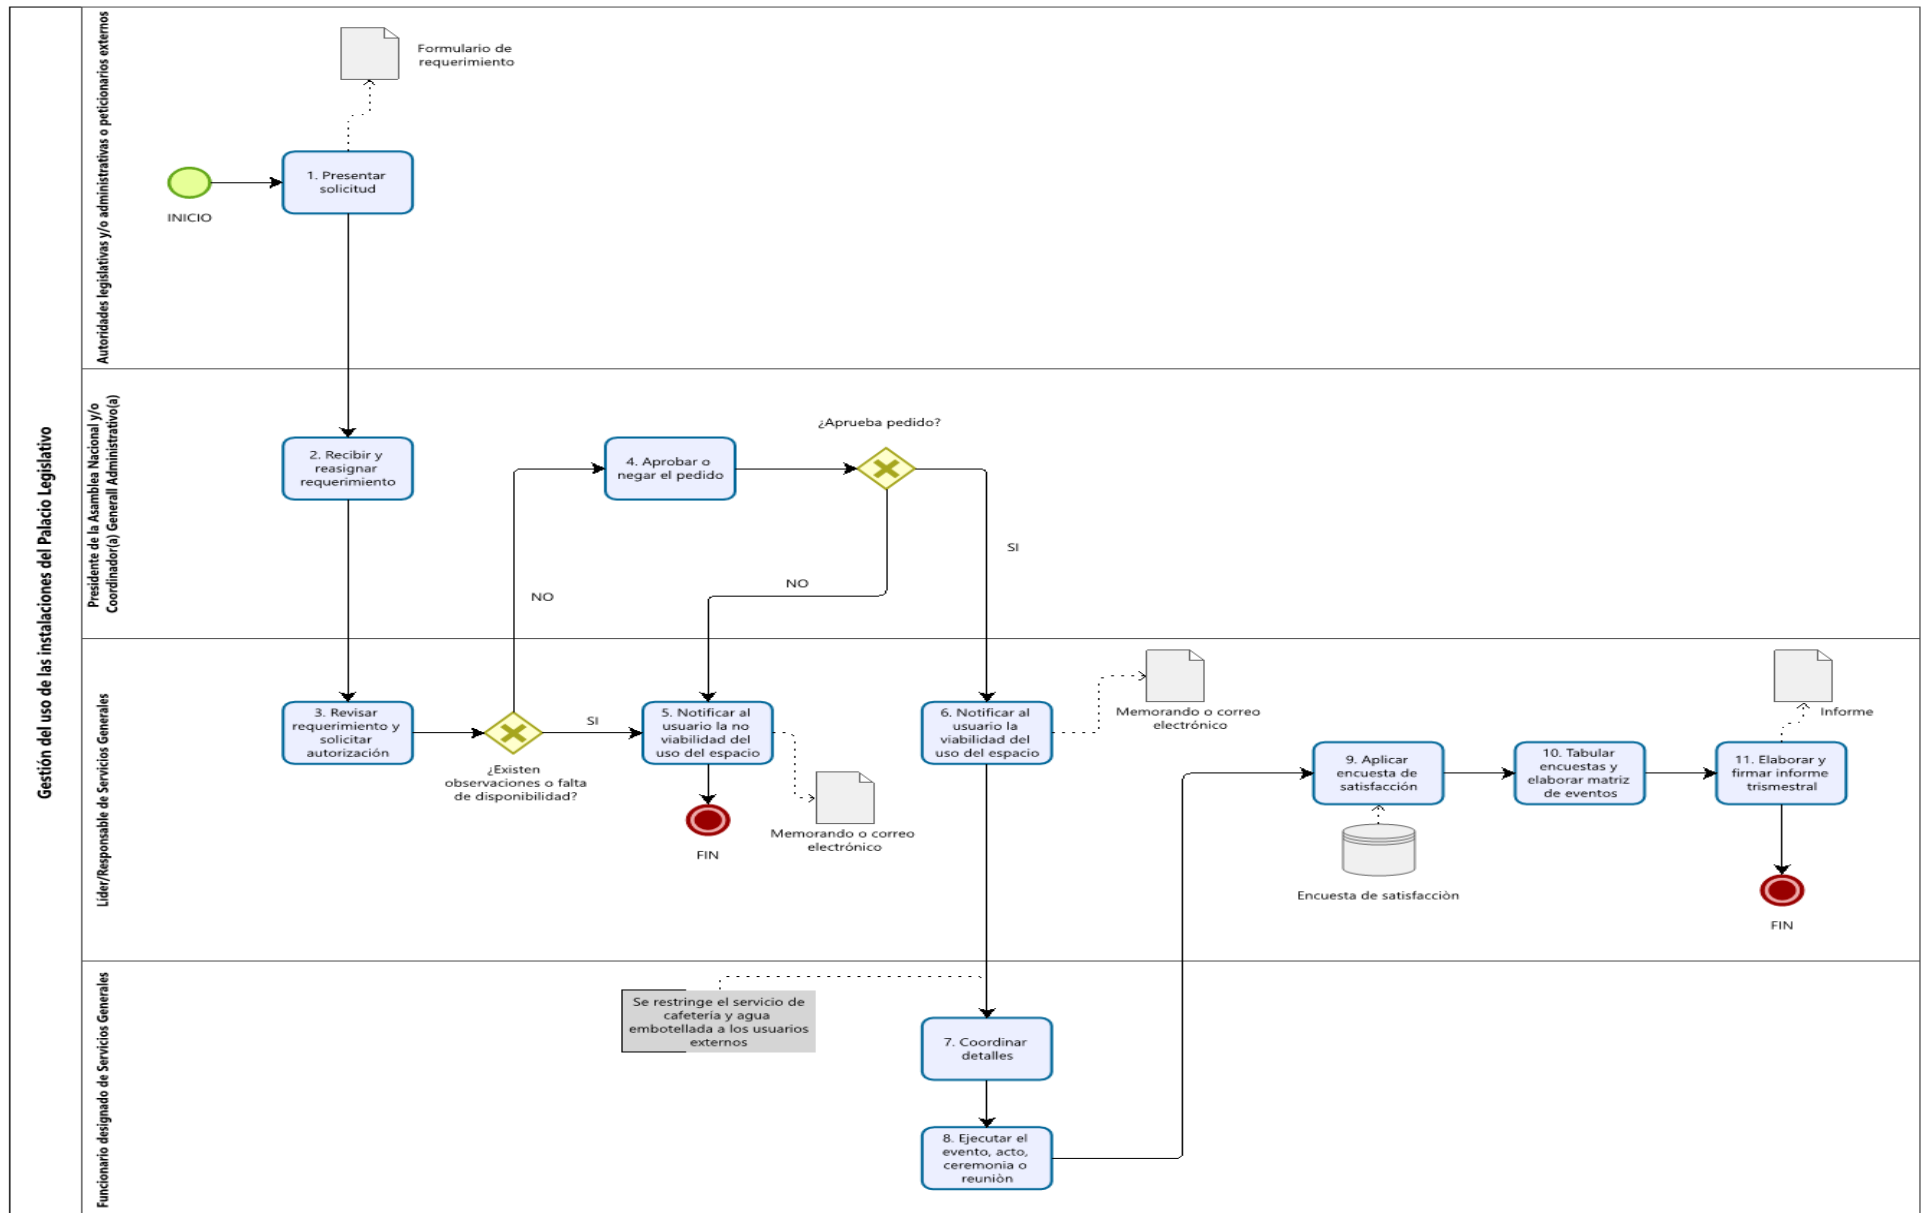 Gestión del uso de las instalaciones del Palacio Legislativo
Autoridades legislativas y/o administrativas o peticionarios externos
Formulario de
requerimiento
INICIO
1. Presentar
solicitud
Presidente de la Asamblea Nacional y/o
Coordinador(a) Generall Administrativo(a)
2. Recibir y
reasignar
requerimiento
4. Aprobar o
negar el pedido
¿Aprueba pedido?
NO
NO
SI
Líder/Responsable de Servicios Generales
3. Revisar
requerimiento y
solicitar
autorización
¿Existen
observaciones o falta
de disponibilidad?
SI
5. Notificar al
usuario la no
viabilidad del
uso del espacio
FIN
Memorando o correo
electrónico
6. Notificar al
usuario la
viabilidad del
uso del espacio
Memorando o correo
electrónico
9. Aplicar
encuesta de
satisfacción
Encuesta de satisfacciòn
10. Tabular
encuestas y
elaborar matriz
de eventos
11. Elaborar y
firmar informe
trismestral
Informe
FIN
Funcionario designado de Servicios Generales
Se restringe el servicio de
cafetería y agua
embotellada a los usuarios
externos
7. Coordinar
detalles
8. Ejecutar el
evento, acto,
ceremonia o
reuniòn